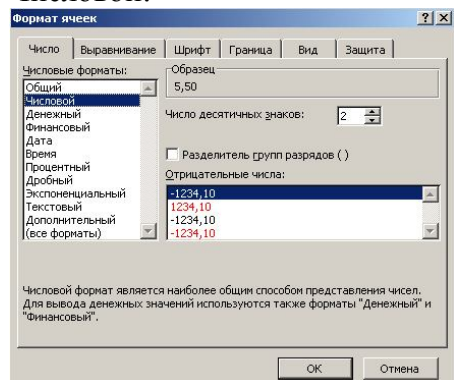 Формат ячеек
Число Выравнивание Шрифт Граница Вид Защита
Числовые форматы:
Общий
Числовой
Денежный
Финансовый
Дата
Время
Процентный
Дробный
Экспоненциальный
Текстовый
Дополнительный
(все форматы)
Образец
5,50
Число десятичных знаков: 2
Разделитель групп разрядов ( )
Отрицательные числа:
-1234,10
1234,10
-1234,10
-1234,10
Числовой формат является наиболее общим способом представления чисел.
Для вывода денежных значений используются также форматы "Денежный" и
"Финансовый".
ОК Отмена